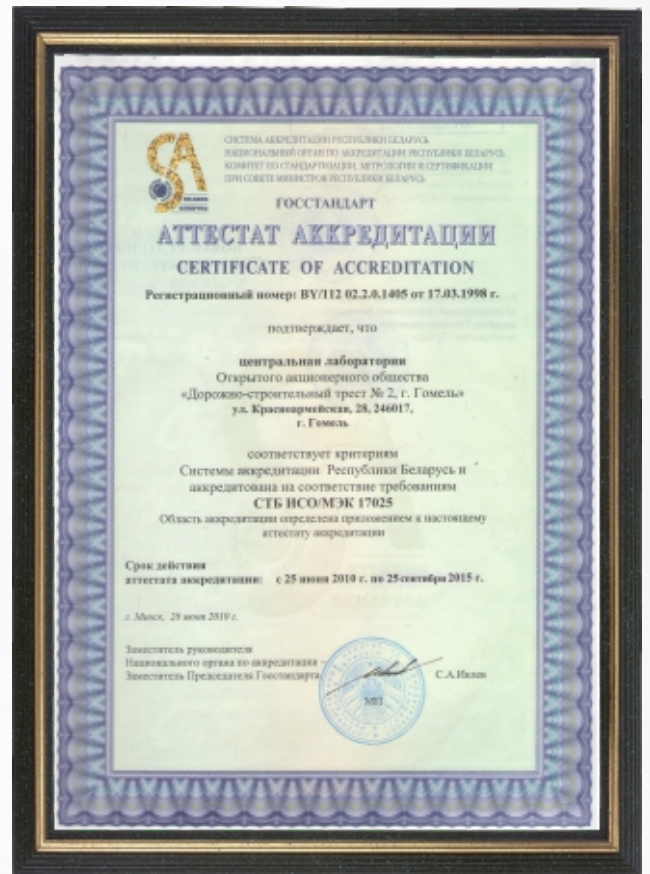 СИСТЕМА АККРЕДИТАЦИИ РЕСПУБЛИКИ БЕЛАРУСЬ
НАЦИОНАЛЬНЫЙ ОРГАН ПО АККРЕДИТАЦИИ РЕСПУБЛИКИ БЕЛАРУСЬ
КОМИТЕТ ПО СТАНДАРТИЗАЦИИ, МЕТРОЛОГИИ И СЕРТИФИКАЦИИ
ПРИ СОВЕТЕ МИНИСТРОВ РЕСПУБЛИКИ БЕЛАРУСЬ
ГОССТАНДАРТ
АТТЕСТАТ АККРЕДИТАЦИИ
CERTIFICATE OF ACCREDITATION
Регистрационный номер: BY/112 02.2.0.1405 от 17.03.1998 г.
подтверждает, что
центральная лаборатория
Открытого акционерного общества
«Дорожно-строительный трест № 2, г. Гомель»
ул. Красноармейская, 28, 246017,
г. Гомель
соответствует критериям
Системы аккредитации Республики Беларусь и
аккредитована на соответствие требованиям
СТБ ИСО/МЭК 17025
Область аккредитации определена приложением к настоящему
аттестату аккредитации
Срок действия
аттестата аккредитации: с 25 июня 2010 г. по 25 сентября 2015 г.
г. Минск, 28 июня 2010 г.
Заместитель руководителя
Национального органа по аккредитации –
Заместитель Председателя Госстандарта
С.А.Ивлев
МП